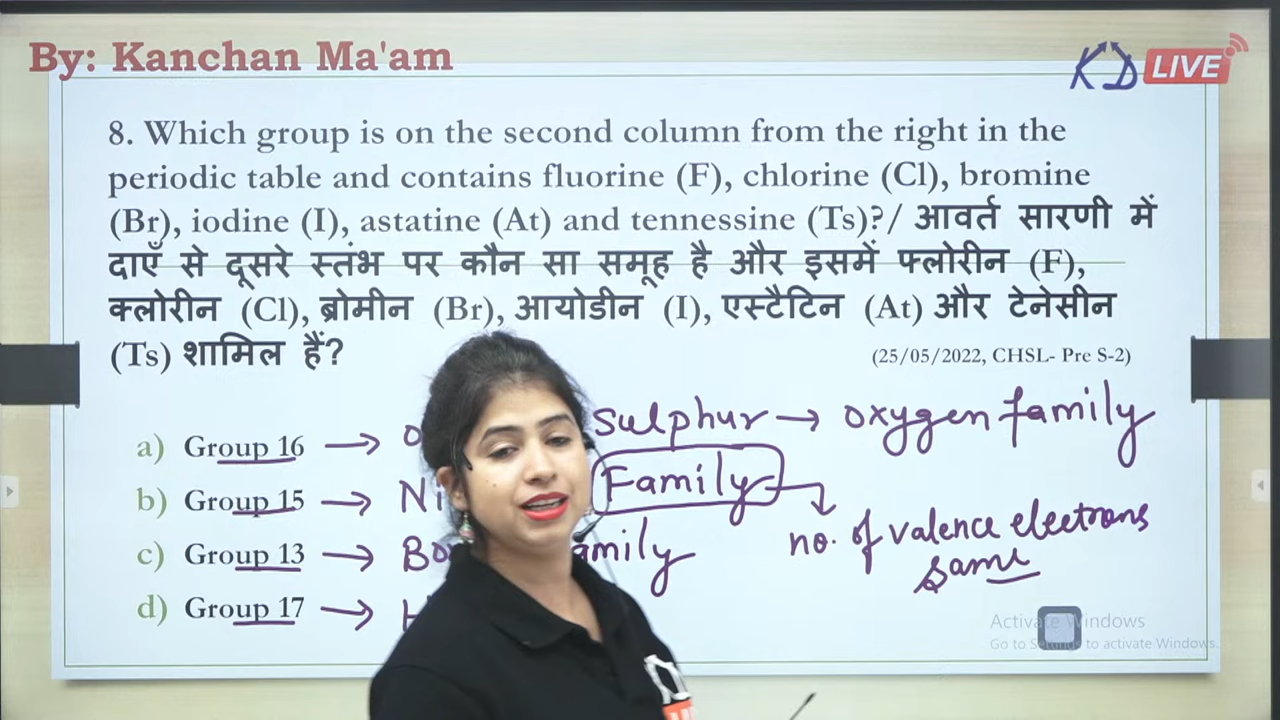 By: Kanchan Ma'am
KD LIVE
8. Which group is on the second column from the right in the
periodic table and contains fluorine (F), chlorine (Cl), bromine
(Br), iodine (I), astatine (At) and tennessine (Ts)?/ आवर्त सारणी में
दाएँ से दूसरे स्तंभ पर कौन सा समूह है और इसमें फ्लोरीन (F),
क्लोरीन (Cl), ब्रोमीन (Br), आयोडीन (I), एस्टैटिन (At) और टेनेसीन
(Ts) शामिल हैं?
(25/05/2022, CHSL- Pre S-2)
a) Group 16 → Sulphur → oxygen family
b) Group 15 → Family
no. of valence electrons
same
c) Group 13 →
d) Group 17 →
Activate Windows
Go to Settings to activate Windows.